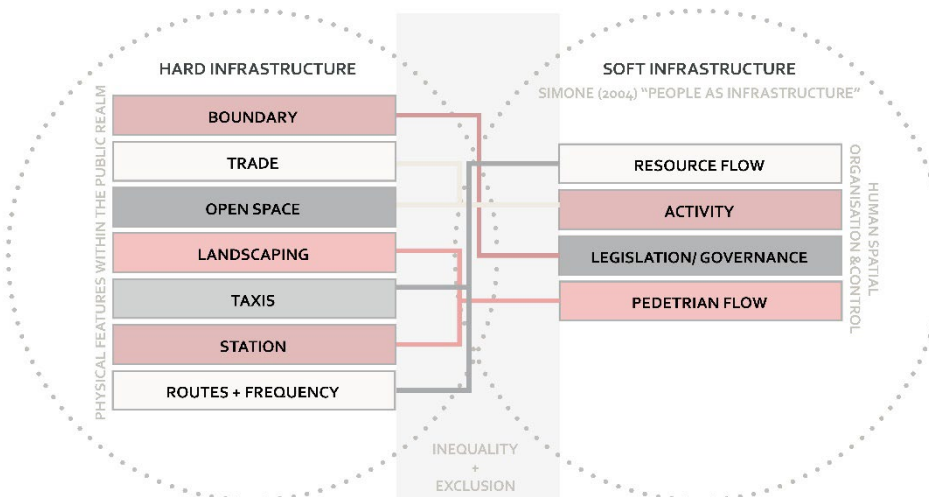 HARD INFRASTRUCTURE
PHYSICAL FEATURES WITHIN THE PUBLIC REALM
BOUNDARY
TRADE
OPEN SPACE
LANDSCAPING
TAXIS
STATION
ROUTES + FREQUENCY
INEQUALITY
+
EXCLUSION
SOFT INFRASTRUCTURE
SIMONE (2004) “PEOPLE AS INFRASTRUCTURE”
RESOURCE FLOW
ACTIVITY
LEGISLATION/ GOVERNANCE
PEDETRIAN FLOW
HUMAN SPATIAL
ORGANISATION &CONTROL